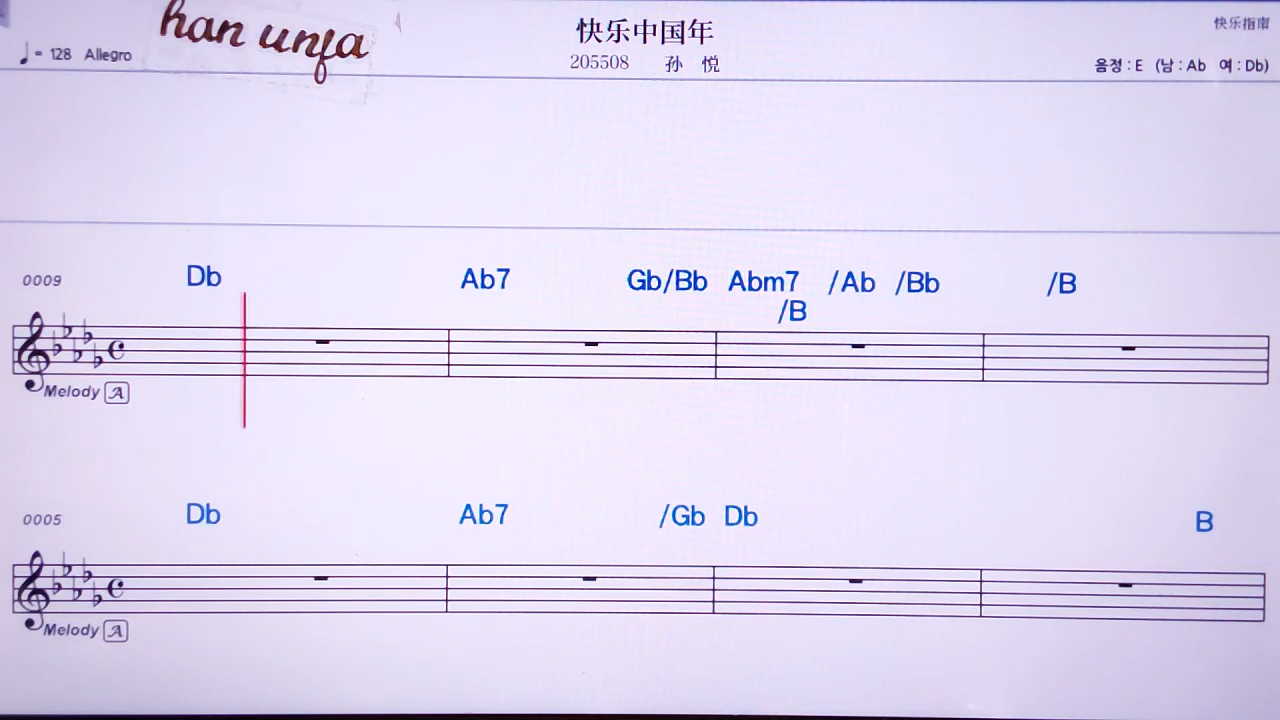 han unfa
快乐中国年
快乐指南
♩= 128 Allegro
205508 孙 悦
음정 : E (남 : Ab 여 : Db)
0009 Db Ab7 Gb/Bb Abm7 /Ab /Bb /B
/B
Melody A
0005 Db Ab7 /Gb Db B
Melody A